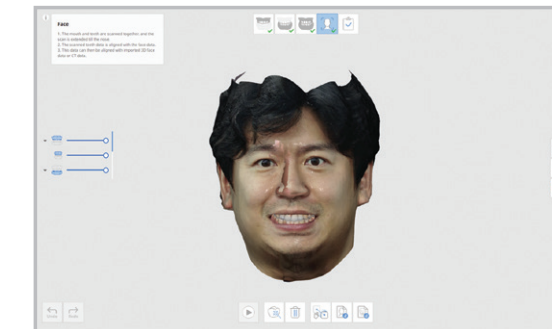 Face
1. The mouth and teeth are scanned together and the
scan is extended till the nose.
2. The scanned tooth data is aligned with the face data.
3. This data can then be aligned with imported 3D face
data or CT data.